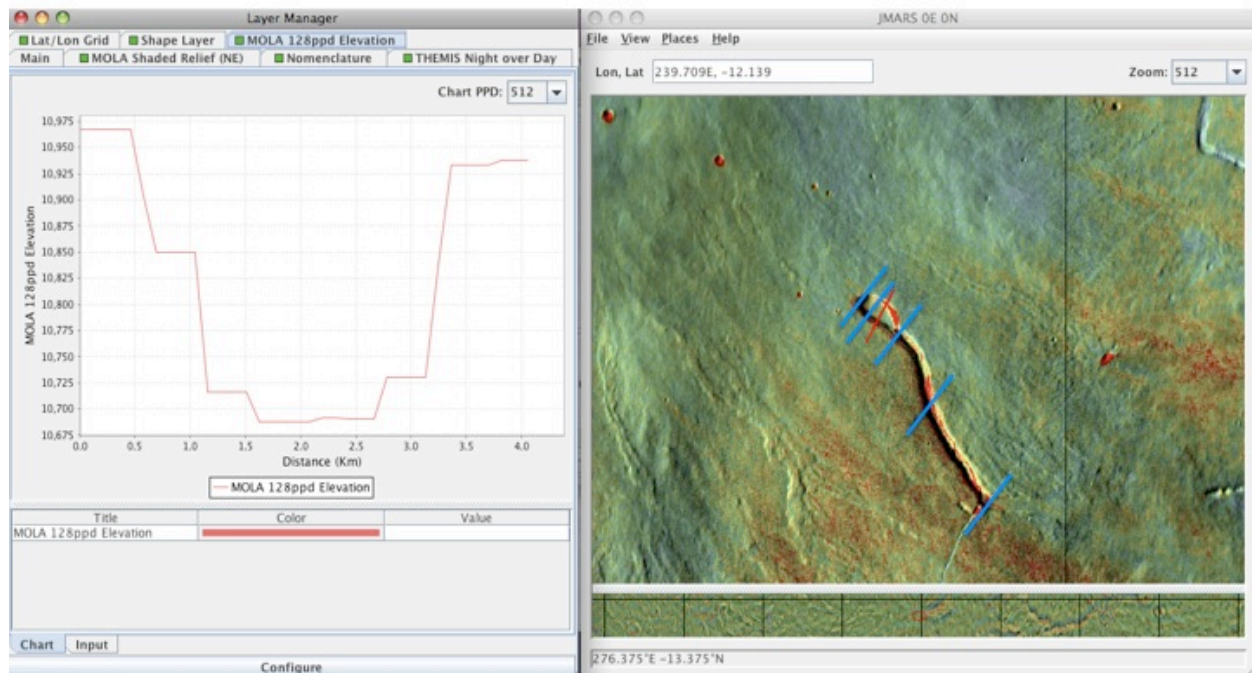 Layer Manager
Lat/Lon Grid Shape Layer MOLA 128ppd Elevation
Main MOLA Shaded Relief (NE) Nomenclature THEMIS Night over Day
Chart PPD: 512
10,975
10,950
10,925
10,900
10,875
10,850
10,825
10,800
10,775
10,750
10,725
10,700
10,675
MOLA 128ppd Elevation
0.0 0.5 1.0 1.5 2.0 2.5 3.0 3.5 4.0
Distance (Km)
MOLA 128ppd Elevation
Title Color Value
MOLA 128ppd Elevation
Chart Input
Configure
JMARS 0E 0N
File View Places Help
Lon, Lat 239.709E, -12.139 Zoom: 512
276.375°E -13.375°N